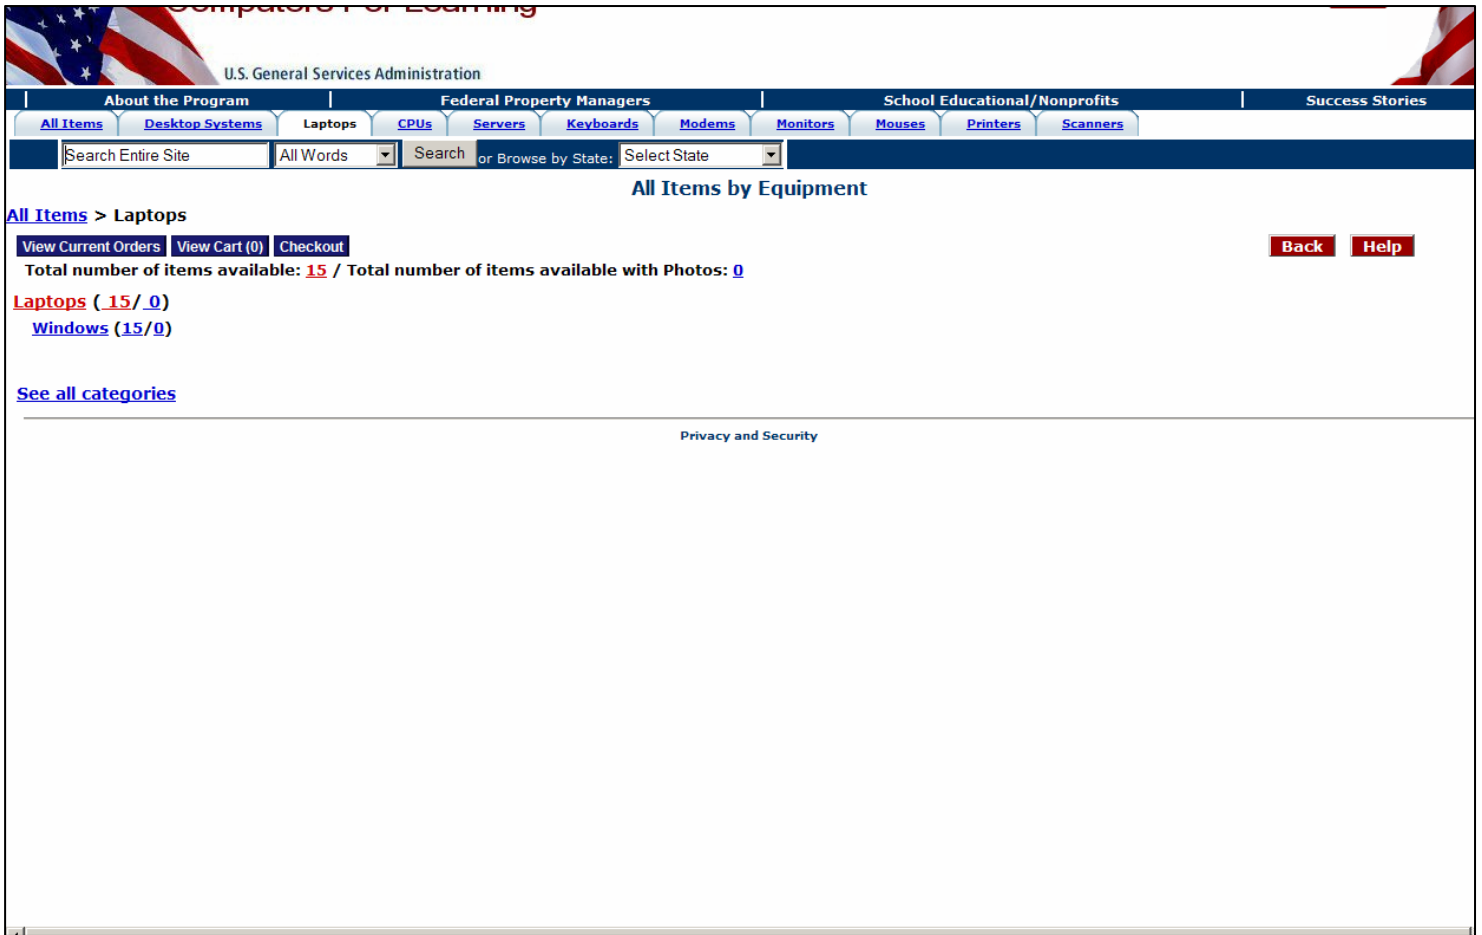 Computers For Learning
U.S. General Services Administration
About the Program Federal Property Managers School Educational/Nonprofits Success Stories
All Items Desktop Systems Laptops CPUs Servers Keyboards Modems Monitors Mouses Printers Scanners
Search Entire Site All Words Search or Browse by State: Select State
All Items by Equipment
All Items > Laptops
View Current Orders View Cart (0) Checkout Back Help
Total number of items available: 15 / Total number of items available with Photos: 0
Laptops ( 15/ 0)
Windows (15/0)
See all categories
Privacy and Security